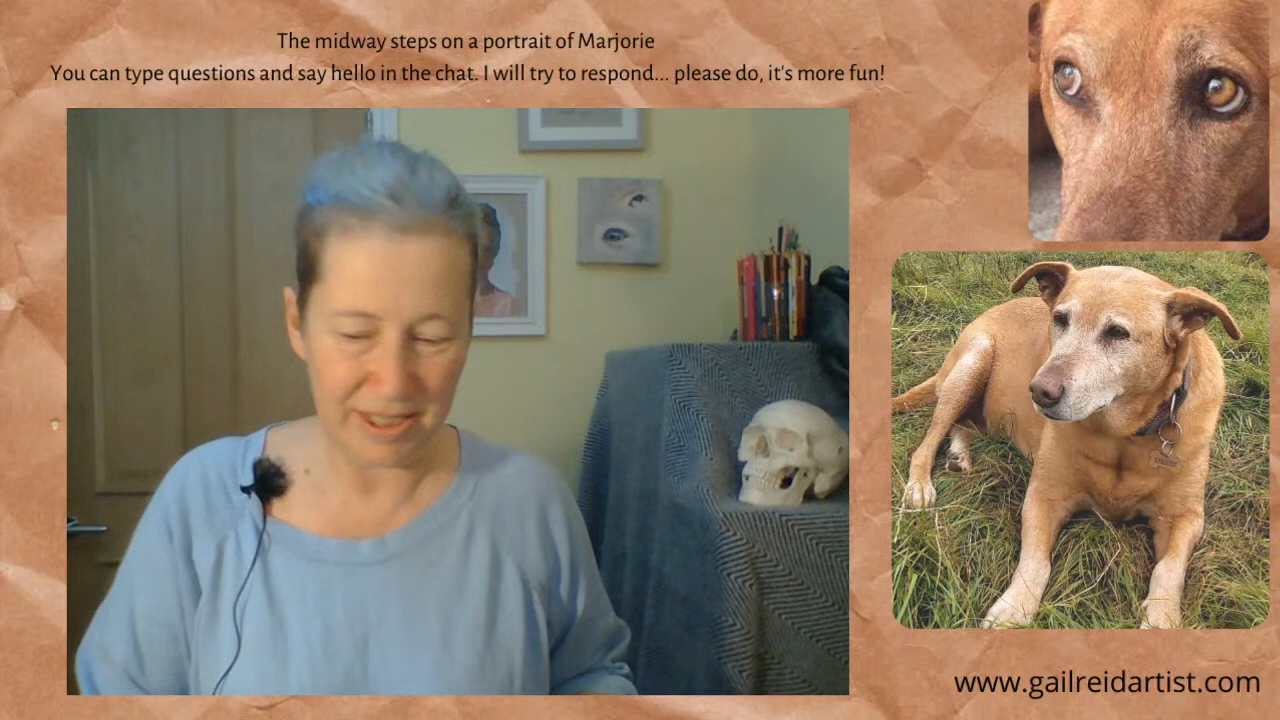 The midway steps on a portrait of Marjorie
You can type questions and say hello in the chat. I will try to respond... please do, it's more fun!
www.gailreidartist.com